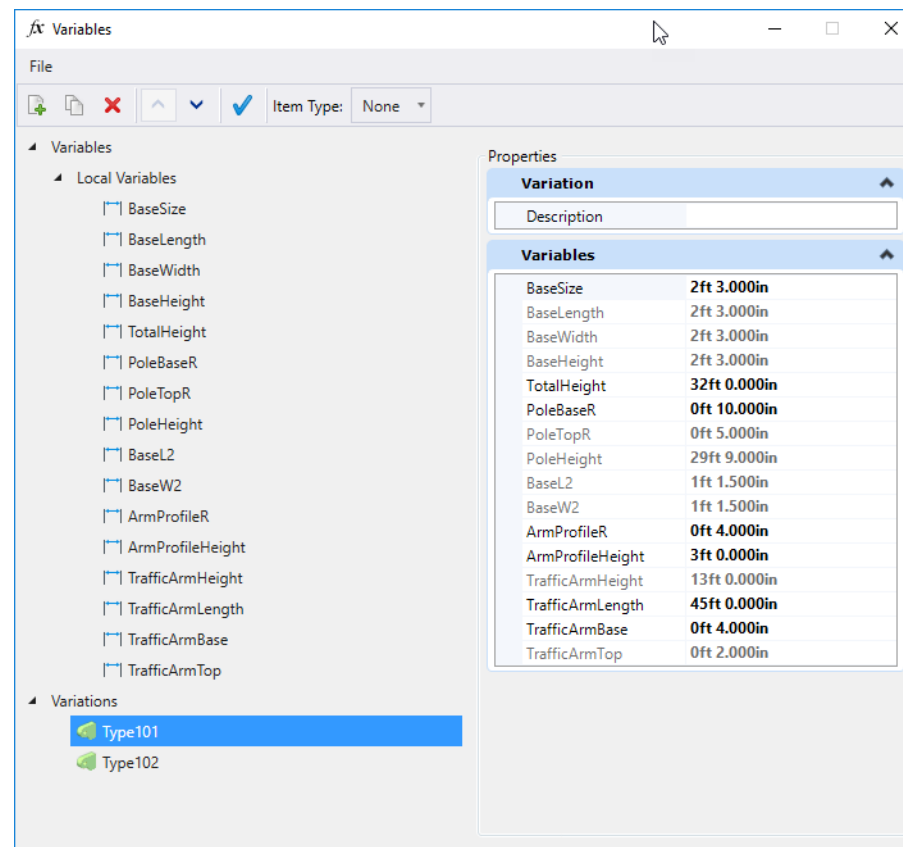 fx Variables
File
Item Type: None
Variables
Local Variables
BaseSize
BaseLength
BaseWidth
BaseHeight
TotalHeight
PoleBaseR
PoleTopR
PoleHeight
BaseL2
BaseW2
ArmProfileR
ArmProfileHeight
TrafficArmHeight
TrafficArmLength
TrafficArmBase
TrafficArmTop
Variations
Type101
Type102
Properties
Variation
Description
Variables
BaseSize 2ft 3.000in
BaseLength 2ft 3.000in
BaseWidth 2ft 3.000in
BaseHeight 2ft 3.000in
TotalHeight 32ft 0.000in
PoleBaseR 0ft 10.000in
PoleTopR 0ft 5.000in
PoleHeight 29ft 9.000in
BaseL2 1ft 1.500in
BaseW2 1ft 1.500in
ArmProfileR 0ft 4.000in
ArmProfileHeight 3ft 0.000in
TrafficArmHeight 13ft 0.000in
TrafficArmLength 45ft 0.000in
TrafficArmBase 0ft 4.000in
TrafficArmTop 0ft 2.000in